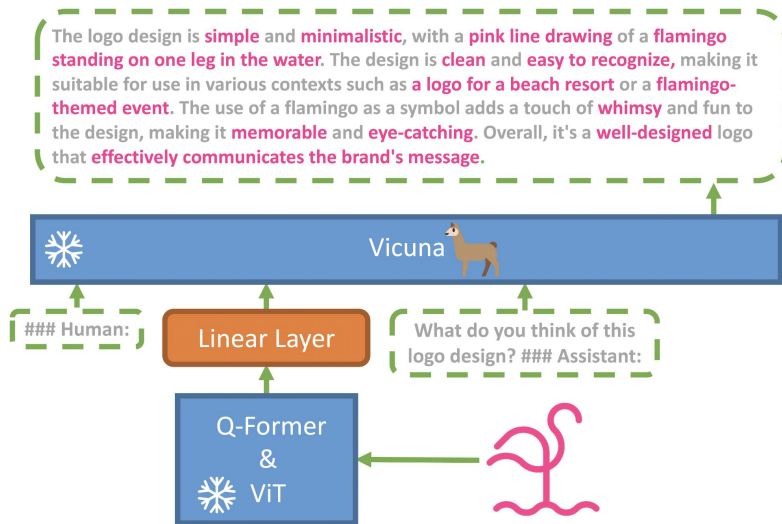 The logo design is simple and minimalistic, with a pink line drawing of a flamingo
standing on one leg in the water. The design is clean and easy to recognize, making it
suitable for use in various contexts such as a logo for a beach resort or a flamingo-
themed event. The use of a flamingo as a symbol adds a touch of whimsy and fun to
the design, making it memorable and eye-catching. Overall, it's a well-designed logo
that effectively communicates the brand's message.
Vicuna
### Human:
Linear Layer
What do you think of this
logo design? ### Assistant:
Q-Former
&
ViT